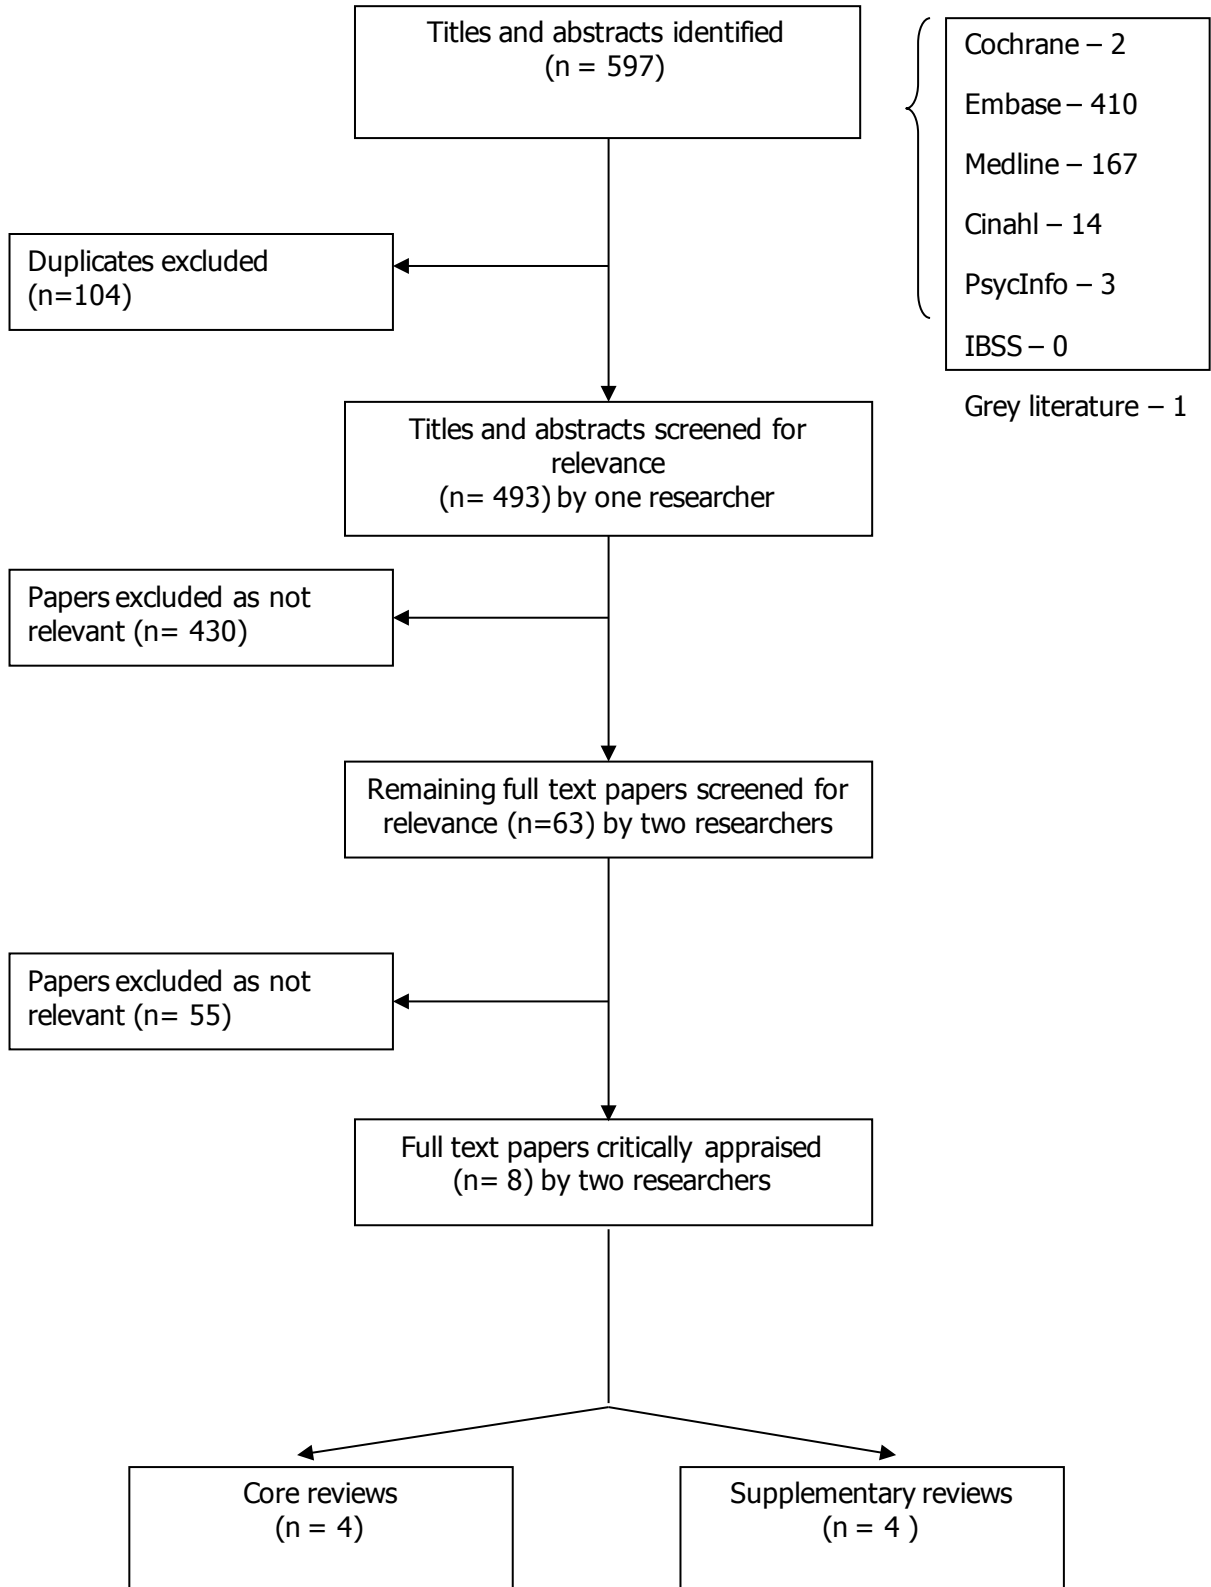 Titles and abstracts identified
(n = 597)
Cochrane – 2
Embase – 410
Medline – 167
Cinahl – 14
PsycInfo – 3
IBSS – 0
Grey literature – 1
Duplicates excluded
(n=104)
Titles and abstracts screened for
relevance
(n= 493) by one researcher
Papers excluded as not
relevant (n= 430)
Remaining full text papers screened for
relevance (n=63) by two researchers
Papers excluded as not
relevant (n= 55)
Full text papers critically appraised
(n= 8) by two researchers
Core reviews
(n = 4)
Supplementary reviews
(n = 4 )